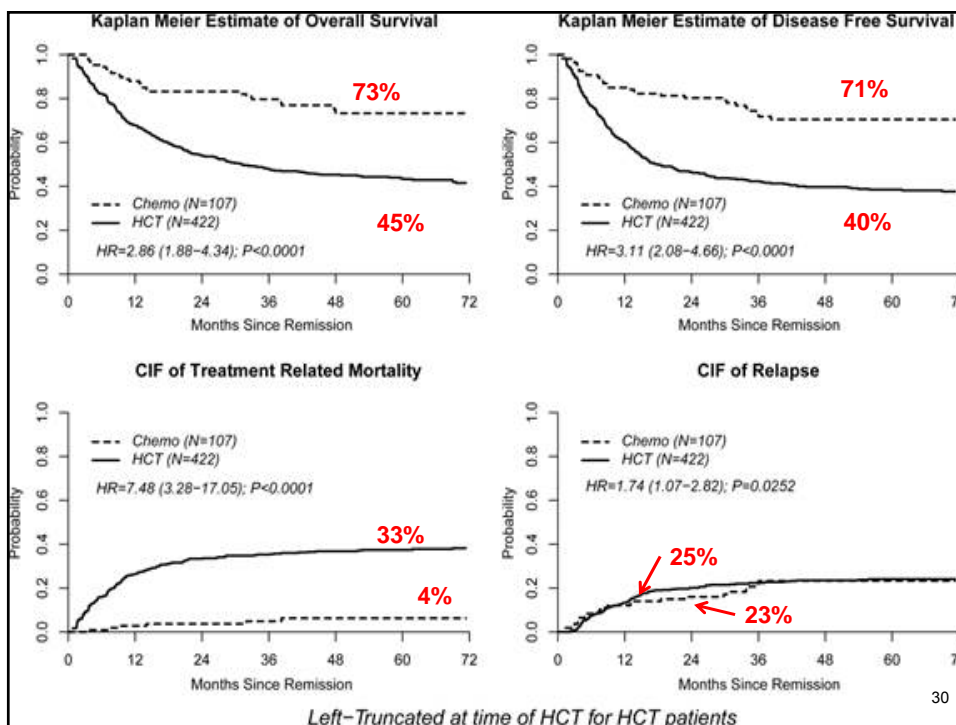 Kaplan Meier Estimate of Overall Survival
Probability
1.0
0.8
0.6
0.4
0.2
0.0
73%
45%
Chemo (N=107)
HCT (N=422)
HR=2.86 (1.88−4.34); P<0.0001
0 12 24 36 48 60 72
Months Since Remission
Kaplan Meier Estimate of Disease Free Survival
Probability
1.0
0.8
0.6
0.4
0.2
0.0
71%
40%
Chemo (N=107)
HCT (N=422)
HR=3.11 (2.08−4.66); P<0.0001
0 12 24 36 48 60 7
Months Since Remission
CIF of Treatment Related Mortality
Probability
1.0
0.8
0.6
0.4
0.2
0.0
Chemo (N=107)
HCT (N=422)
HR=7.48 (3.28−17.05); P<0.0001
33%
4%
0 12 24 36 48 60 72
Months Since Remission
CIF of Relapse
Probability
1.0
0.8
0.6
0.4
0.2
0.0
Chemo (N=107)
HCT (N=422)
HR=1.74 (1.07−2.82); P=0.0252
25%
23%
0 12 24 36 48 60 7
Months Since Remission
Left−Truncated at time of HCT for HCT patients
30